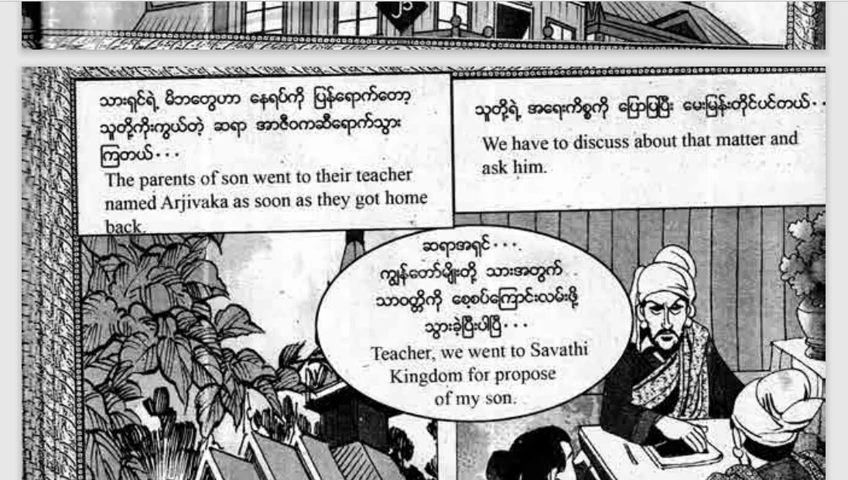 ၂၁
သားရှင်ရဲ့ မိဘတွေဟာ နေရပ်ကို ပြန်ရောက်တော့
သူတို့ကိုးကွယ်တဲ့ ဆရာ အာဇီဝကဆီရောက်သွား
ကြတယ်...
The parents of son went to their teacher
named Arjivaka as soon as they got home
back.
သူတို့ရဲ့ အရေးကိစ္စကို ပြောပြပြီး မေးမြန်းတိုင်ပင်တယ်..
We have to discuss about that matter and
ask him.
ဆရာအရှင်...
ကျွန်တော်မျိုးတို့ သားအတွက်
သာဝတ္တိကို စေ့စပ်ကြောင်းလမ်းဖို့
သွားခဲ့ပြီးပါပြီ...
Teacher, we went to Savathi
Kingdom for propose
of my son.